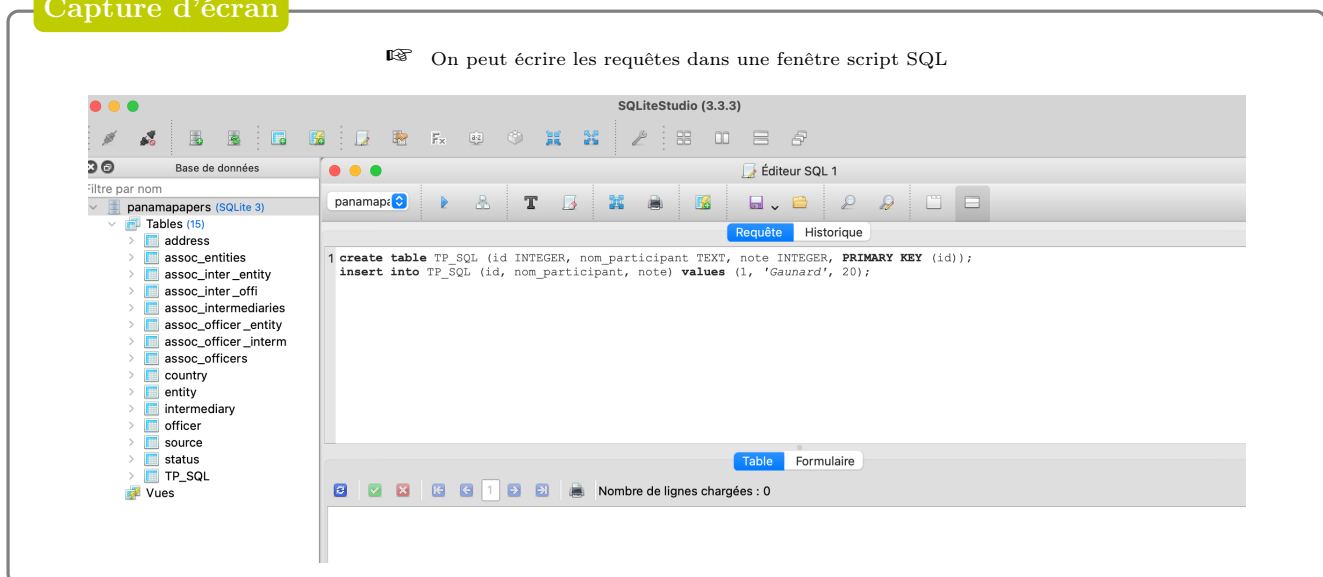 Capture d'écran
☞ On peut écrire les requêtes dans une fenêtre script SQL
SQLiteStudio (3.3.3)
Base de données
Filtre par nom
panamapapers (SQLite 3)
Tables (15)
address
assoc_entities
assoc_inter_entity
assoc_inter_offi
assoc_intermediaries
assoc_officer_entity
assoc_officer_interm
assoc_officers
country
entity
intermediary
officer
source
status
TP_SQL
Vues
Éditeur SQL 1
panamapa
Requête Historique
1 create table TP_SQL (id INTEGER, nom_participant TEXT, note INTEGER, PRIMARY KEY (id));
insert into TP_SQL (id, nom_participant, note) values (1, 'Gaunard', 20);
Table Formulaire
1 Nombre de lignes chargées : 0